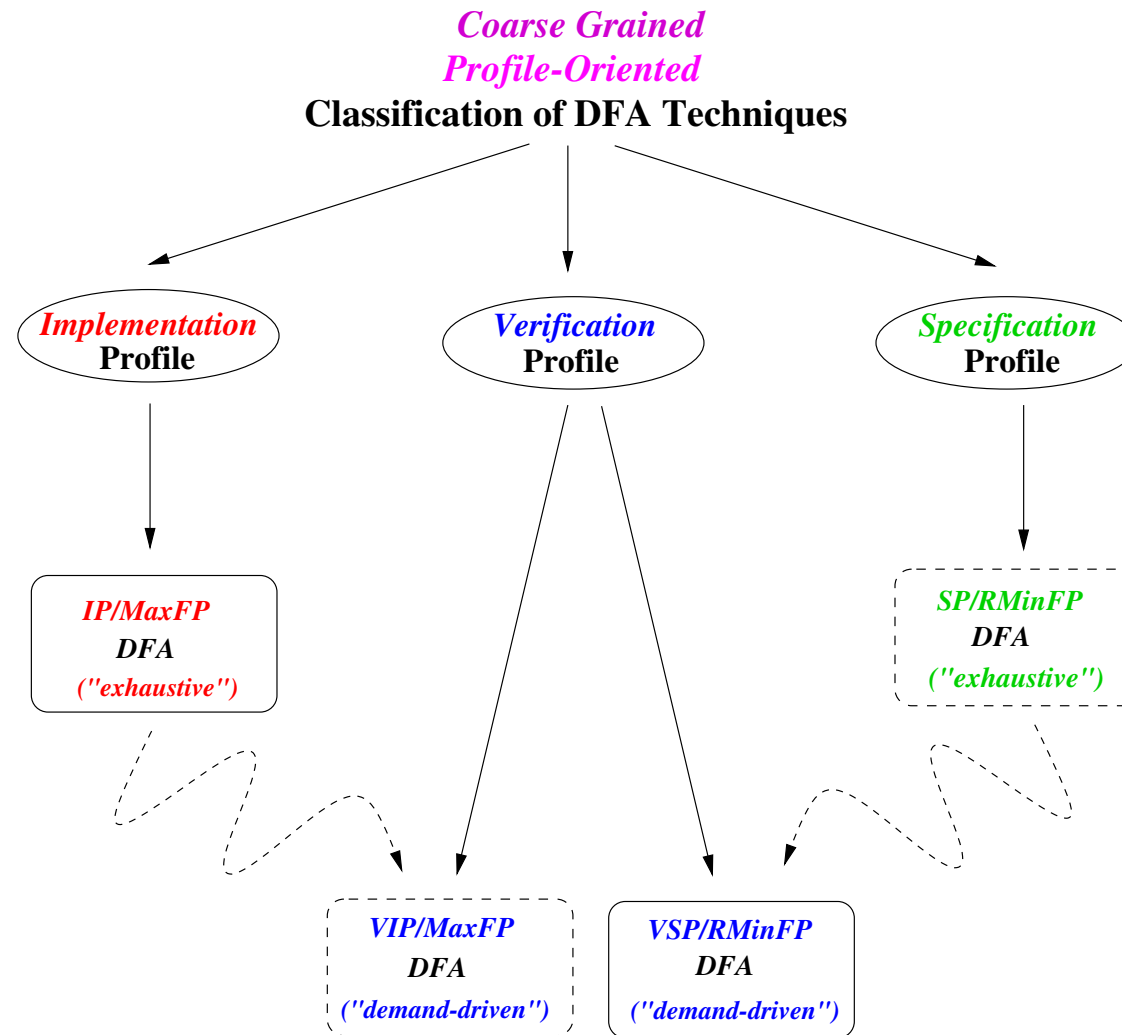 Coarse Grained
Profile-Oriented
Classification of DFA Techniques
Implementation
Profile
Verification
Profile
Specification
Profile
IP/MaxFP
DFA
("exhaustive")
SP/RMinFP
DFA
("exhaustive")
VIP/MaxFP
DFA
("demand-driven")
VSP/RMinFP
DFA
("demand-driven")